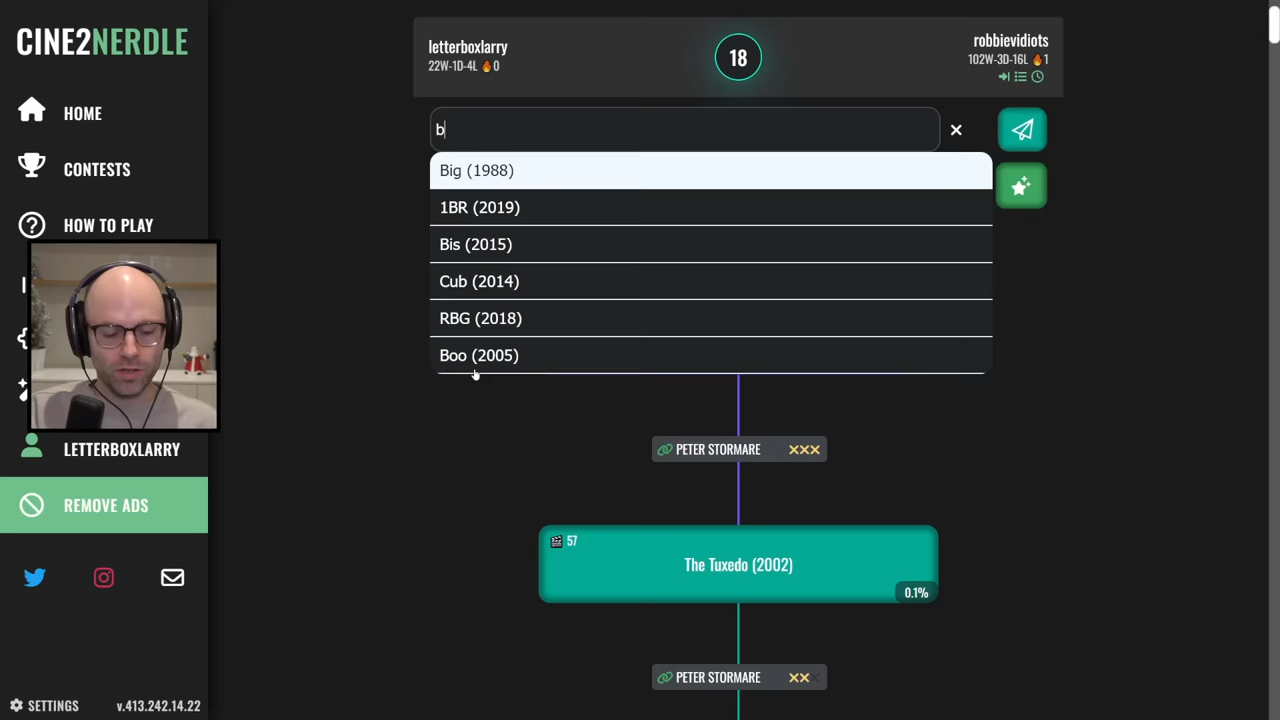 CINE2NERDLE
HOME
CONTESTS
HOW TO PLAY
LETTERBOXLARRY
REMOVE ADS
SETTINGS
v.413.242.14.22
letterboxlarry
22W-1D-4L 0
18
robbievidiots
102W-3D-16L 1
b
Big (1988)
1BR (2019)
Bis (2015)
Cub (2014)
RBG (2018)
Boo (2005)
PETER STORMARE
57
The Tuxedo (2002)
0.1%
PETER STORMARE